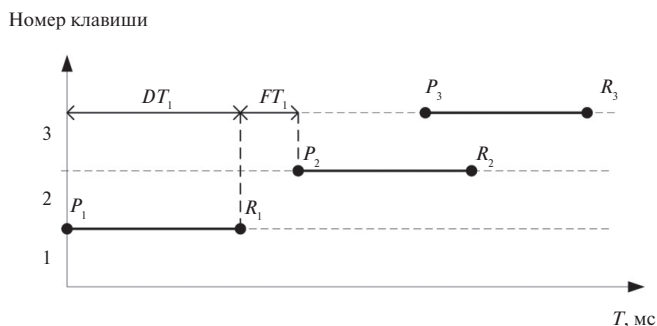 Номер клавиши
DT1 FT1 P3 R3
3
P2 R2
2
P1 R1
1
T, мс